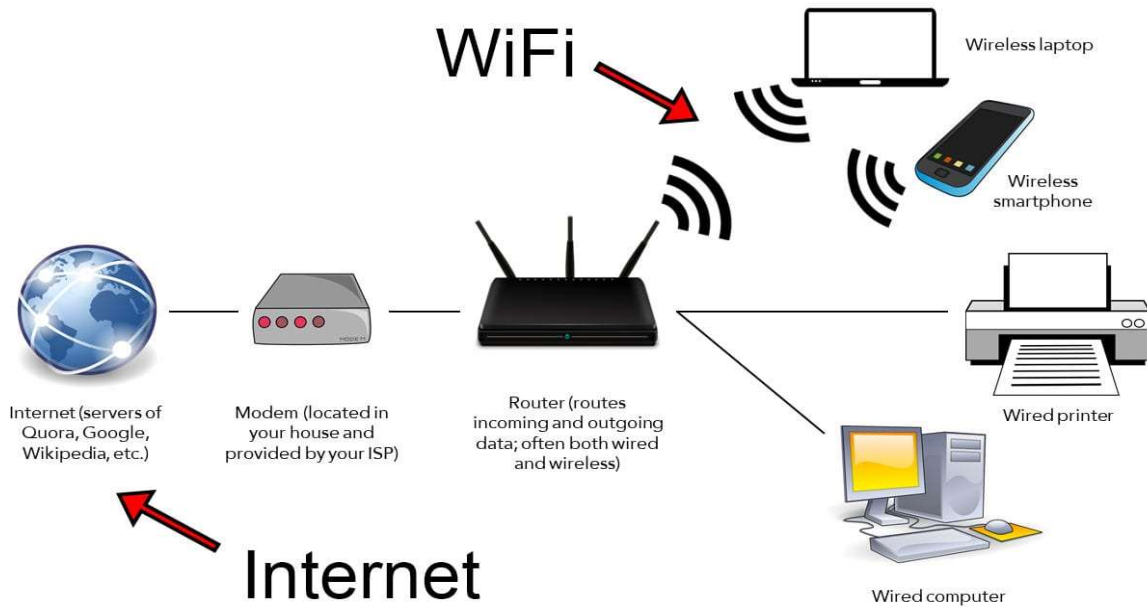 WiFi
Wireless laptop
Wireless
smartphone
Internet (servers of
Quora, Google,
Wikipedia, etc.)
Modem (located in
your house and
provided by your ISP)
MODEM
Router (routes
incoming and outgoing
data; often both wired
and wireless)
Wired printer
Internet
Wired computer